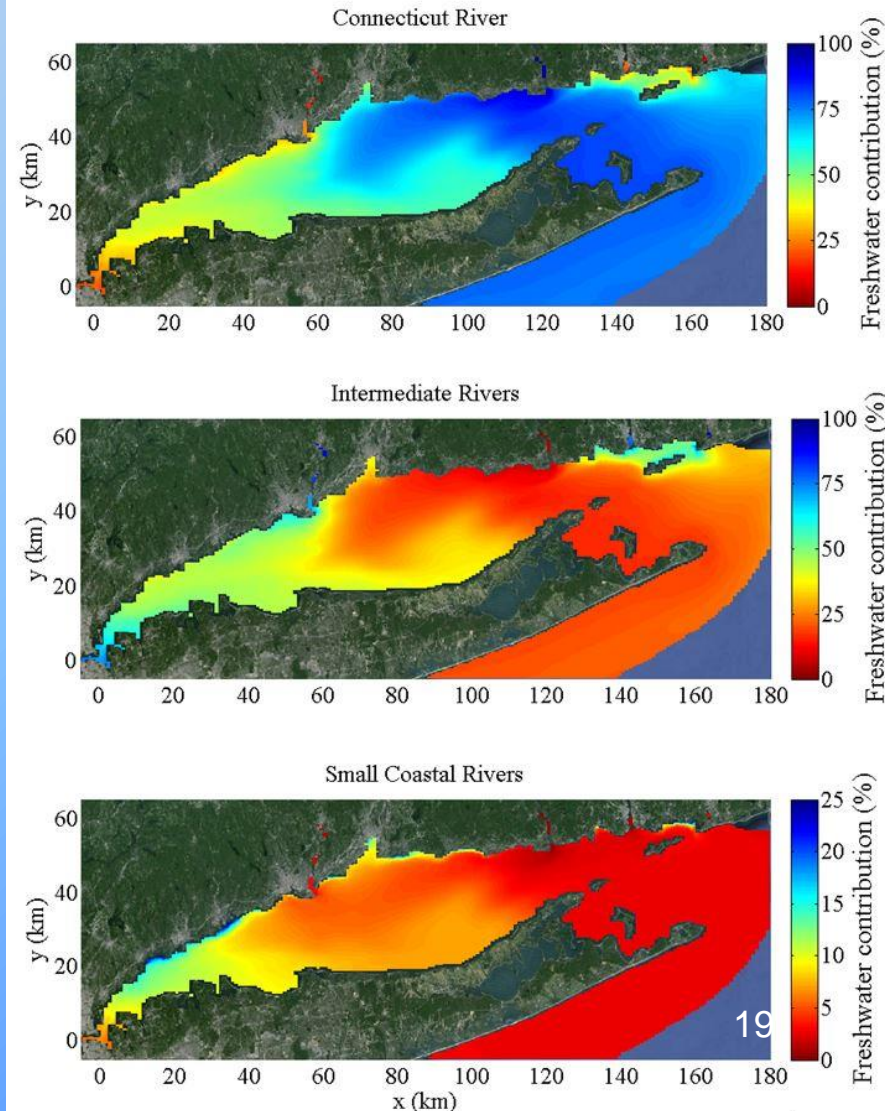 Connecticut River
60
40
20
0
y (km)
0 20 40 60 80 100 120 140 160 180
100
75
50
25
0
Freshwater contribution (%)
Intermediate Rivers
60
40
20
0
y (km)
0 20 40 60 80 100 120 140 160 180
100
75
50
25
0
Freshwater contribution (%)
Small Coastal Rivers
60
40
20
0
y (km)
0 20 40 60 80 100 120 140 160 180
x (km)
25
20
15
10
5
0
Freshwater contribution (%)
19